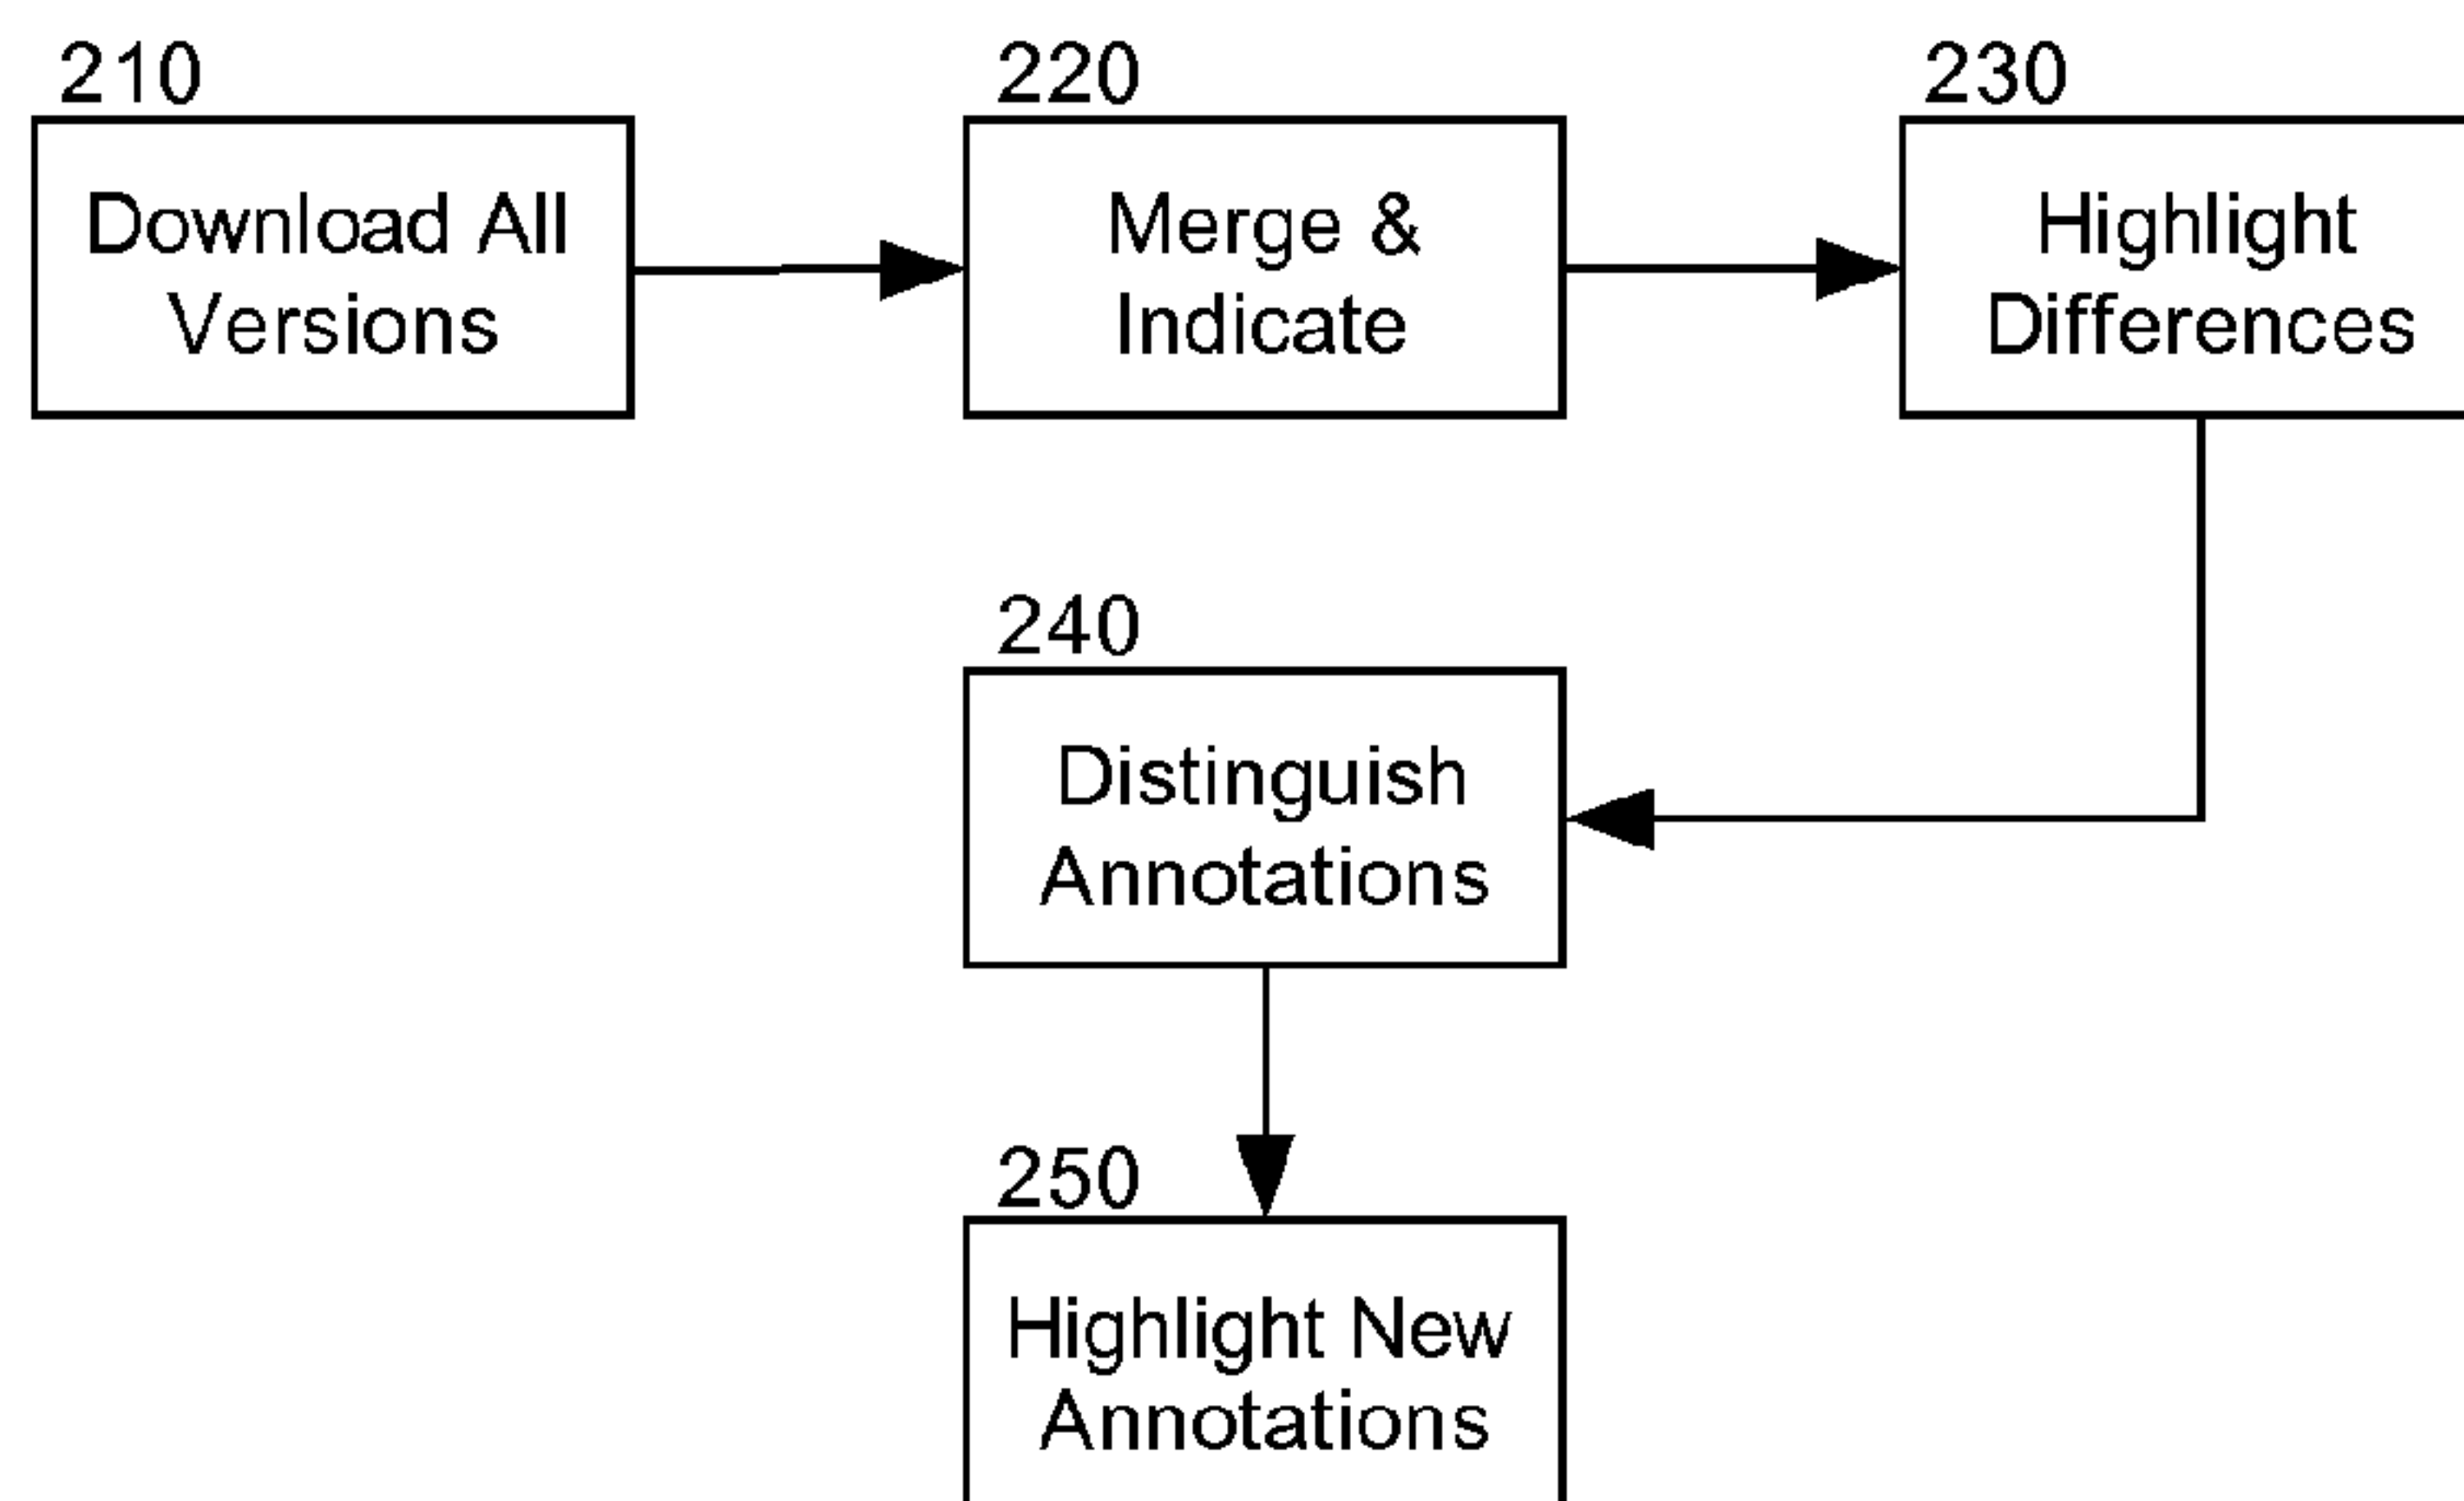 210
Download All
Versions
220
Merge &
Indicate
230
Highlight
Differences
240
Distinguish
Annotations
250
Highlight New
Annotations